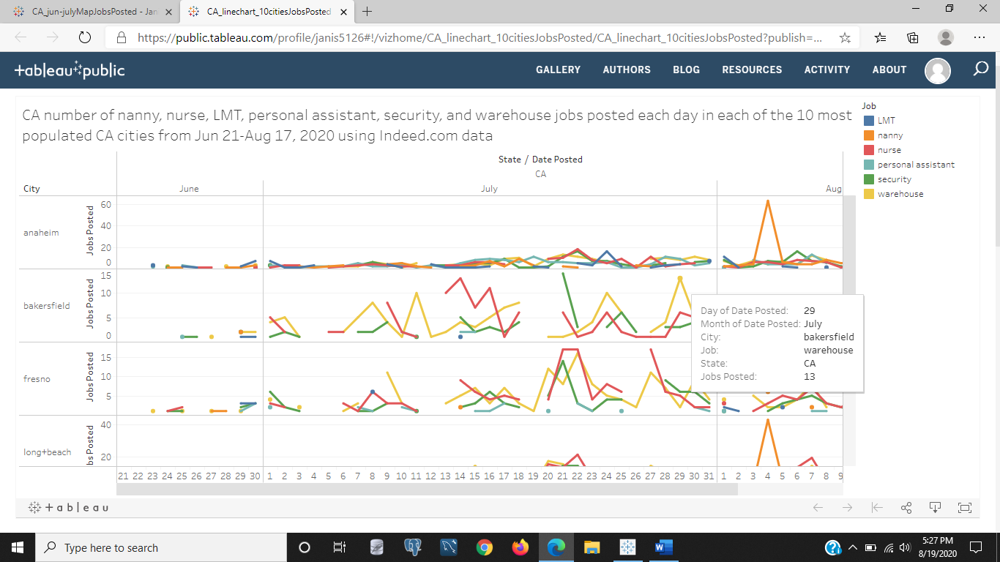 CA_jun-julyMapJobsPosted - Jan
CA_linechart_10citiesJobsPosted
https://public.tableau.com/profile/janis5126#!/vizhome/CA_linechart_10citiesJobsPosted/CA_linechart_10citiesJobsPosted?publish=...
+ableau public
GALLERY AUTHORS BLOG RESOURCES ACTIVITY ABOUT
CA number of nanny, nurse, LMT, personal assistant, security, and warehouse jobs posted each day in each of the 10 most
populated CA cities from Jun 21-Aug 17, 2020 using Indeed.com data
Job
LMT
nanny
nurse
personal assistant
security
warehouse
State / Date Posted
CA
City June July Aug
anaheim
Jobs Posted
60
40
20
0
bakersfield
Jobs Posted
15
10
5
0
fresno
Jobs Posted
15
10
5
long+beach
bs Posted
40
20
Day of Date Posted: 29
Month of Date Posted: July
City: bakersfield
Job: warehouse
State: CA
Jobs Posted: 13
21 22 23 24 25 26 27 28 29 30 1 2 3 4 5 6 7 8 9 10 11 12 13 14 15 16 17 18 19 20 21 22 23 24 25 26 27 28 29 30 31 1 2 3 4 5 6 7 8 9
+ a b l e a u
Type here to search
5:27 PM
8/19/2020